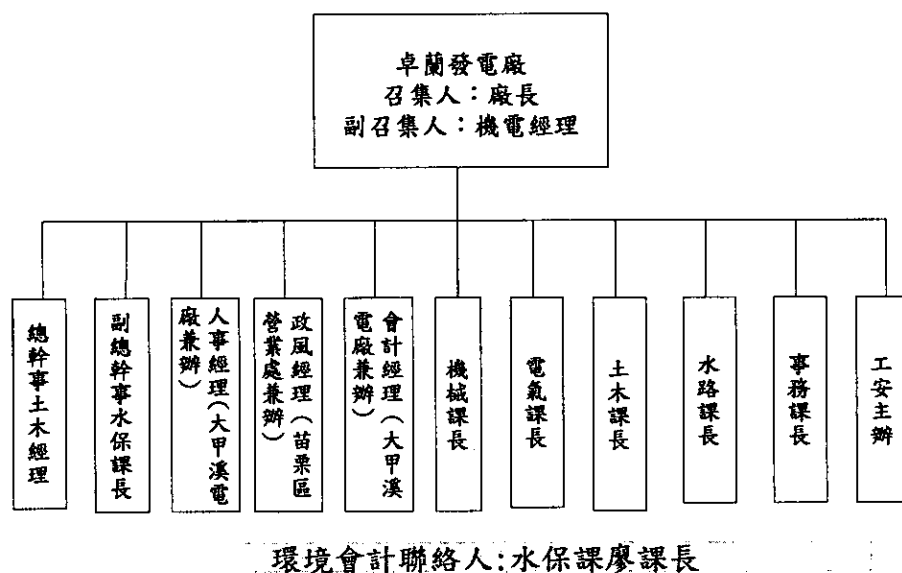 卓蘭發電廠
召集人：廠長
副召集人：機電經理
總幹事土木經理
副總幹事水保課長
人事經理（大甲溪電
廠兼辦）
政風經理（苗栗區
營業處兼辦）
會計經理（大甲溪
電廠兼辦）
機械課長
電氣課長
土木課長
水路課長
事務課長
工安主辦
環境會計聯絡人:水保課廖課長